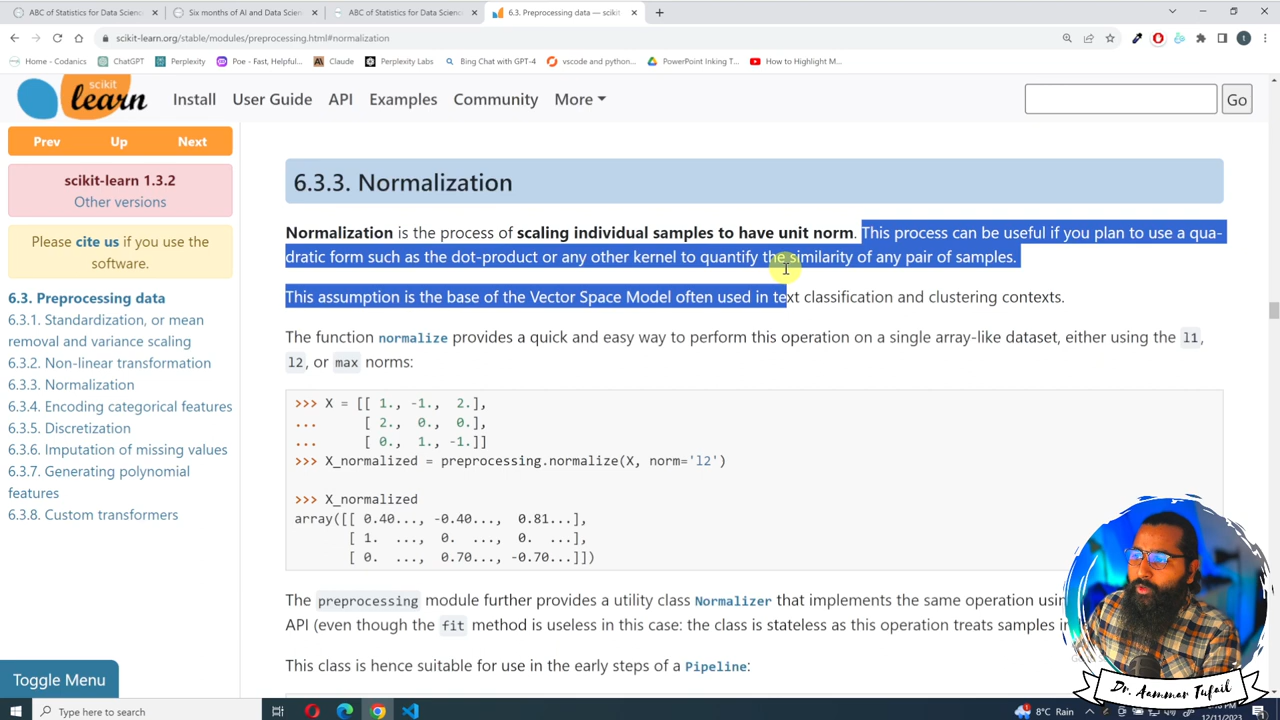 ABC of Statistics for Data Scien
Six months of AI and Data Scien
ABC of Statistics for Data Scien
6.3. Preprocessing data — scikit
scikit-learn.org/stable/modules/preprocessing.html#normalization
Home - Codanics
ChatGPT
Perplexity
Poe - Fast, Helpful...
Claude
Perplexity Labs
Bing Chat with GPT-4
vscode and python...
PowerPoint Inking T...
How to Highlight M...
scikit
learn
Install
User Guide
API
Examples
Community
More
Go
Prev
Up
Next
scikit-learn 1.3.2
Other versions
Please cite us if you use the
software.
6.3. Preprocessing data
6.3.1. Standardization, or mean
removal and variance scaling
6.3.2. Non-linear transformation
6.3.3. Normalization
6.3.4. Encoding categorical features
6.3.5. Discretization
6.3.6. Imputation of missing values
6.3.7. Generating polynomial
features
6.3.8. Custom transformers
Toggle Menu
6.3.3. Normalization
Normalization is the process of scaling individual samples to have unit norm. This process can be useful if you plan to use a qua-
dratic form such as the dot-product or any other kernel to quantify the similarity of any pair of samples.
This assumption is the base of the Vector Space Model often used in text classification and clustering contexts.
The function normalize provides a quick and easy way to perform this operation on a single array-like dataset, either using the l1,
l2, or max norms:
>>> X = [[ 1., -1., 2.],
... [ 2., 0., 0.],
... [ 0., 1., -1.]]
>>> X_normalized = preprocessing.normalize(X, norm='l2')
>>> X_normalized
array([[ 0.40..., -0.40..., 0.81...],
[ 1. ..., 0. ..., 0. ...],
[ 0. ..., 0.70..., -0.70...]])
The preprocessing module further provides a utility class Normalizer that implements the same operation usin
API (even though the fit method is useless in this case: the class is stateless as this operation treats samples in
This class is hence suitable for use in the early steps of a Pipeline:
Dr. Aammar Tufail
Type here to search
8°C Rain
12/11/2023